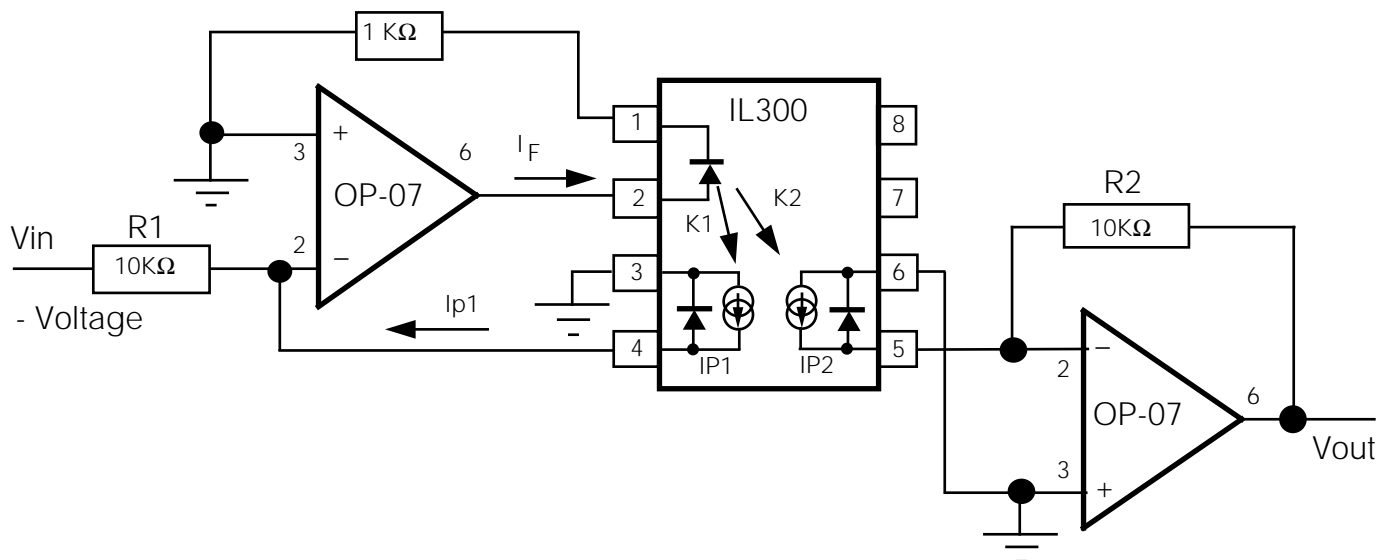 1 KΩ
IL300
1
8
+
3
6
OP-07
I F
2
7
K1
K2
R2
10KΩ
Vin
R1
10KΩ
2
−
3
6
- Voltage
Ip1
4
IP1
IP2
5
−
2
6
OP-07
3
+
Vout